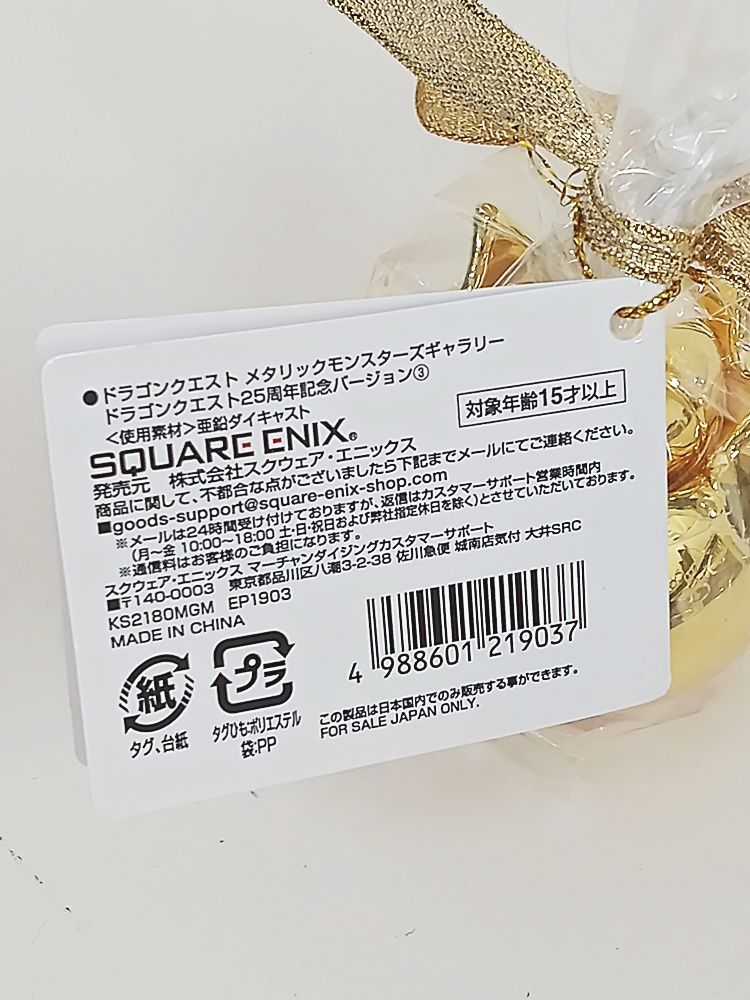 ●ドラゴンクエスト メタリックモンスターズギャラリー
ドラゴンクエスト25周年記念バージョン③
<使用素材>亜鉛ダイキャスト
対象年齢15才以上
SQUARE ENIX®
発売元 株式会社スクウェア・エニックス
商品に関して、不都合な点がございましたら下記までメールにてご連絡ください。
■goods-support@square-enix-shop.com
※メールは24時間受け付けておりますが、返信はカスタマーサポート営業時間内
(月〜金 10:00〜18:00 土・日・祝日および弊社指定休日を除く)とさせていただいております。
※通信料はお客様のご負担になります。
スクウェア・エニックス マーチャンダイジングカスタマーサポート
■〒140-0003 東京都品川区八潮3-2-38 佐川急便 城南店気付 大井SRC
KS2180MGM EP1903
MADE IN CHINA
紙
タグ、台紙
プラ
タグひも:ポリエステル
袋:PP
4 988601 219037
この製品は日本国内でのみ販売する事ができます。
FOR SALE JAPAN ONLY.